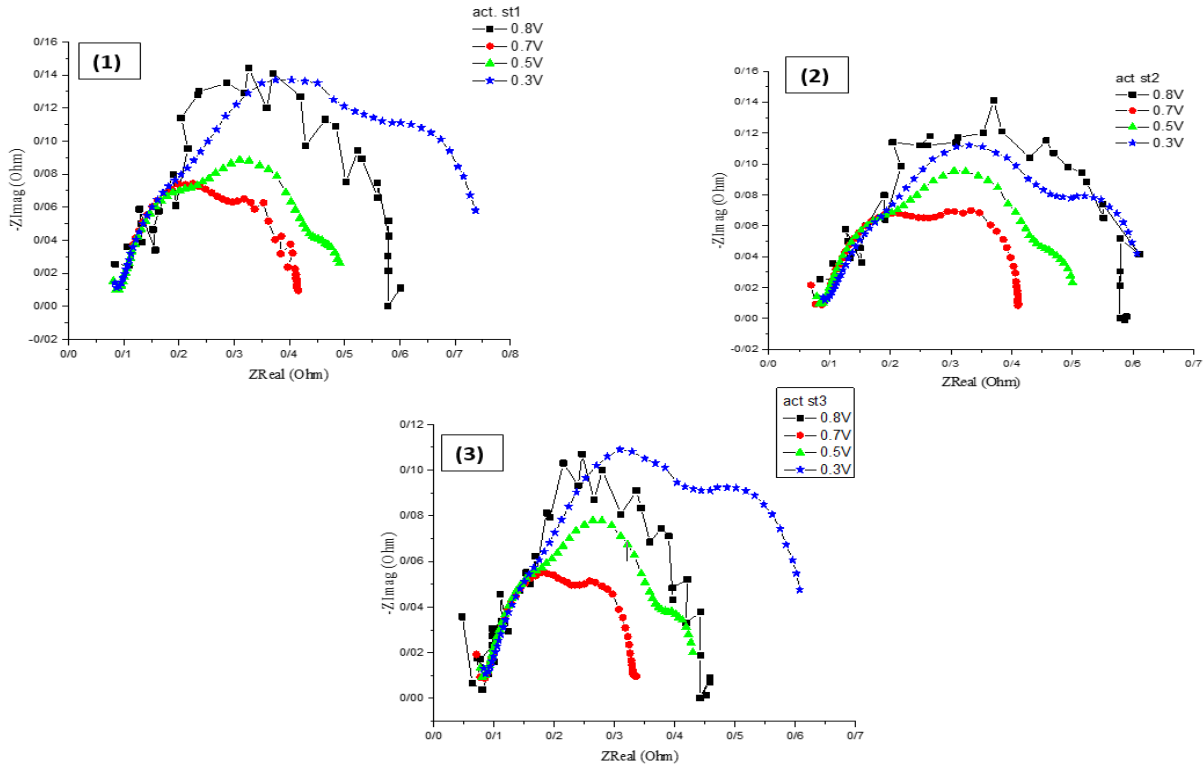 (1)
act. st1
0.8V
0.7V
0.5V
0.3V
0/16
0/14
0/12
0/10
0/08
0/06
0/04
0/02
0/00
-0/02
-ZImag (Ohm)
0/0 0/1 0/2 0/3 0/4 0/5 0/6 0/7 0/8
ZReal (Ohm)
(2)
act st2
0.8V
0.7V
0.5V
0.3V
0/16
0/14
0/12
0/10
0/08
0/06
0/04
0/02
0/00
-0/02
-ZImag (Ohm)
0/0 0/1 0/2 0/3 0/4 0/5 0/6 0/7
ZReal (Ohm)
(3)
act st3
0.8V
0.7V
0.5V
0.3V
0/12
0/10
0/08
0/06
0/04
0/02
0/00
-ZImag (Ohm)
0/0 0/1 0/2 0/3 0/4 0/5 0/6 0/7
ZReal (Ohm)